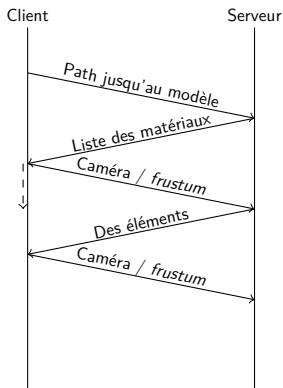 Client
Serveur
Path jusqu'au modèle
Liste des matériaux
Caméra / frustum
Des éléments
Caméra / frustum